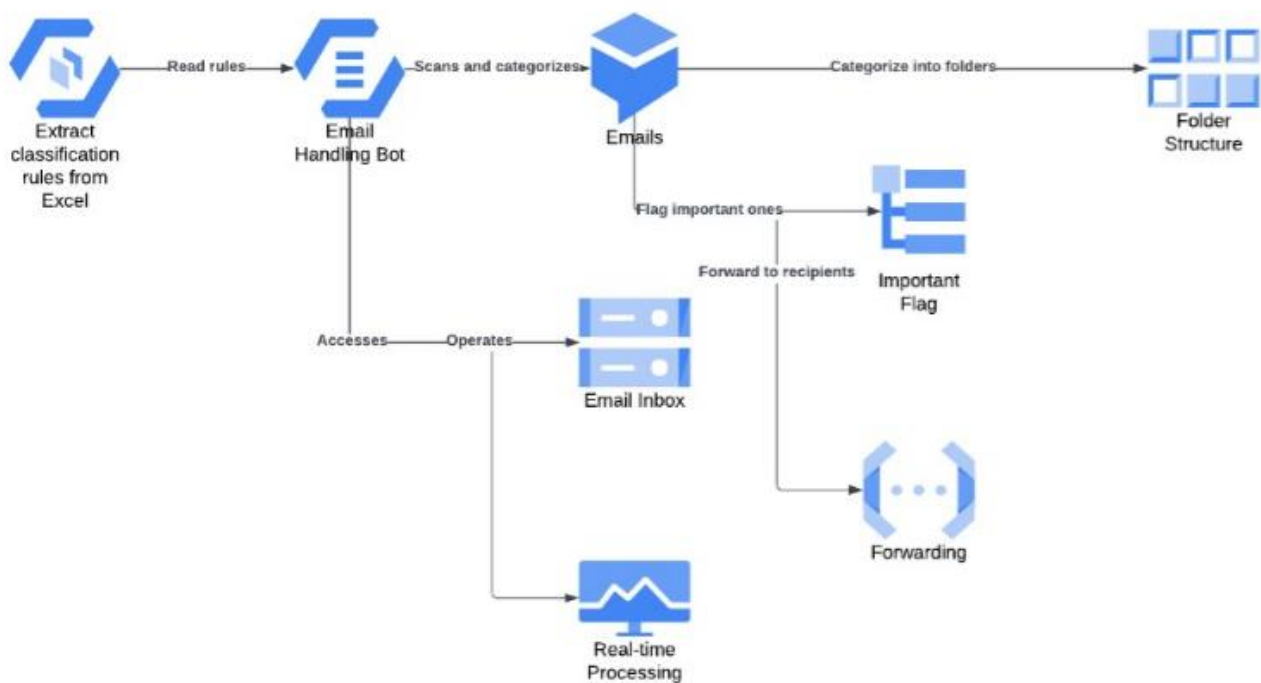 Read rules
Scans and categorizes
Categorize into folders
Extract
classification
rules from
Excel
Email
Handling Bot
Emails
Folder
Structure
Flag important ones
Forward to recipients
Important
Flag
Accesses
Operates
Email Inbox
Forwarding
Real-time
Processing